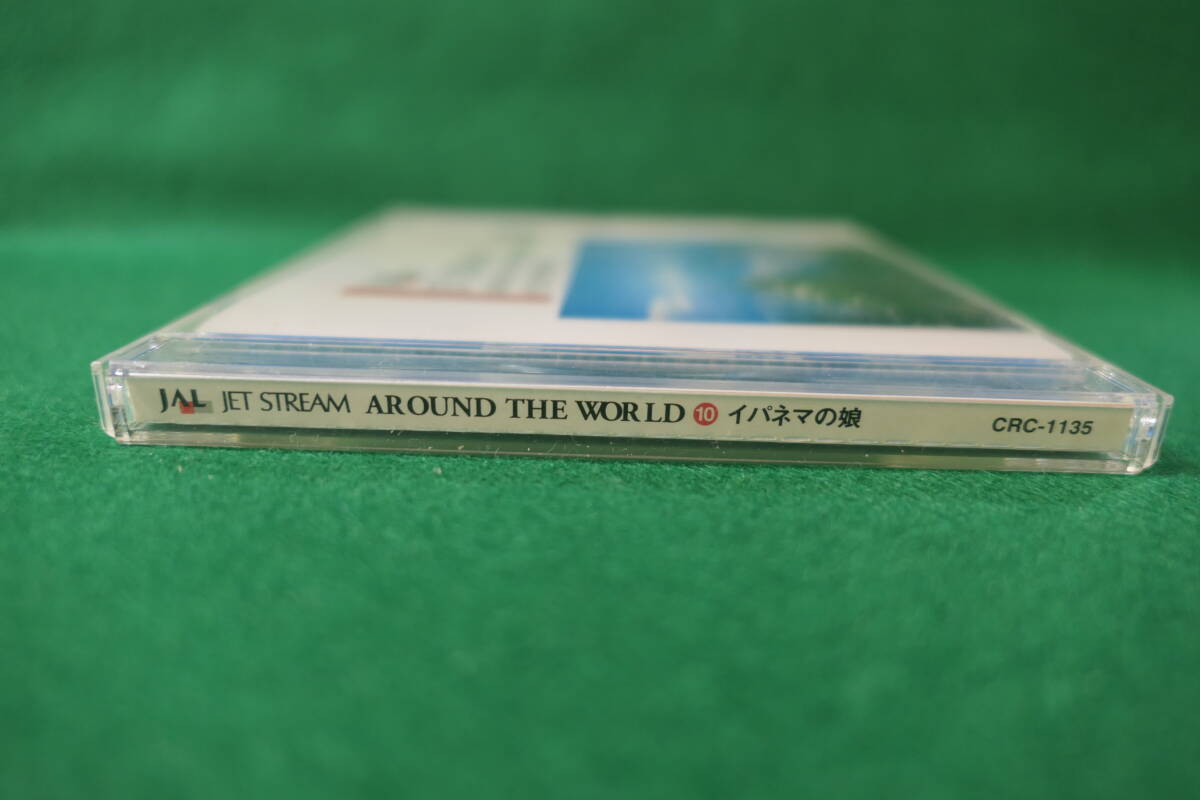 JAL JET STREAM AROUND THE WORLD 10 イパネマの娘 CRC-1135